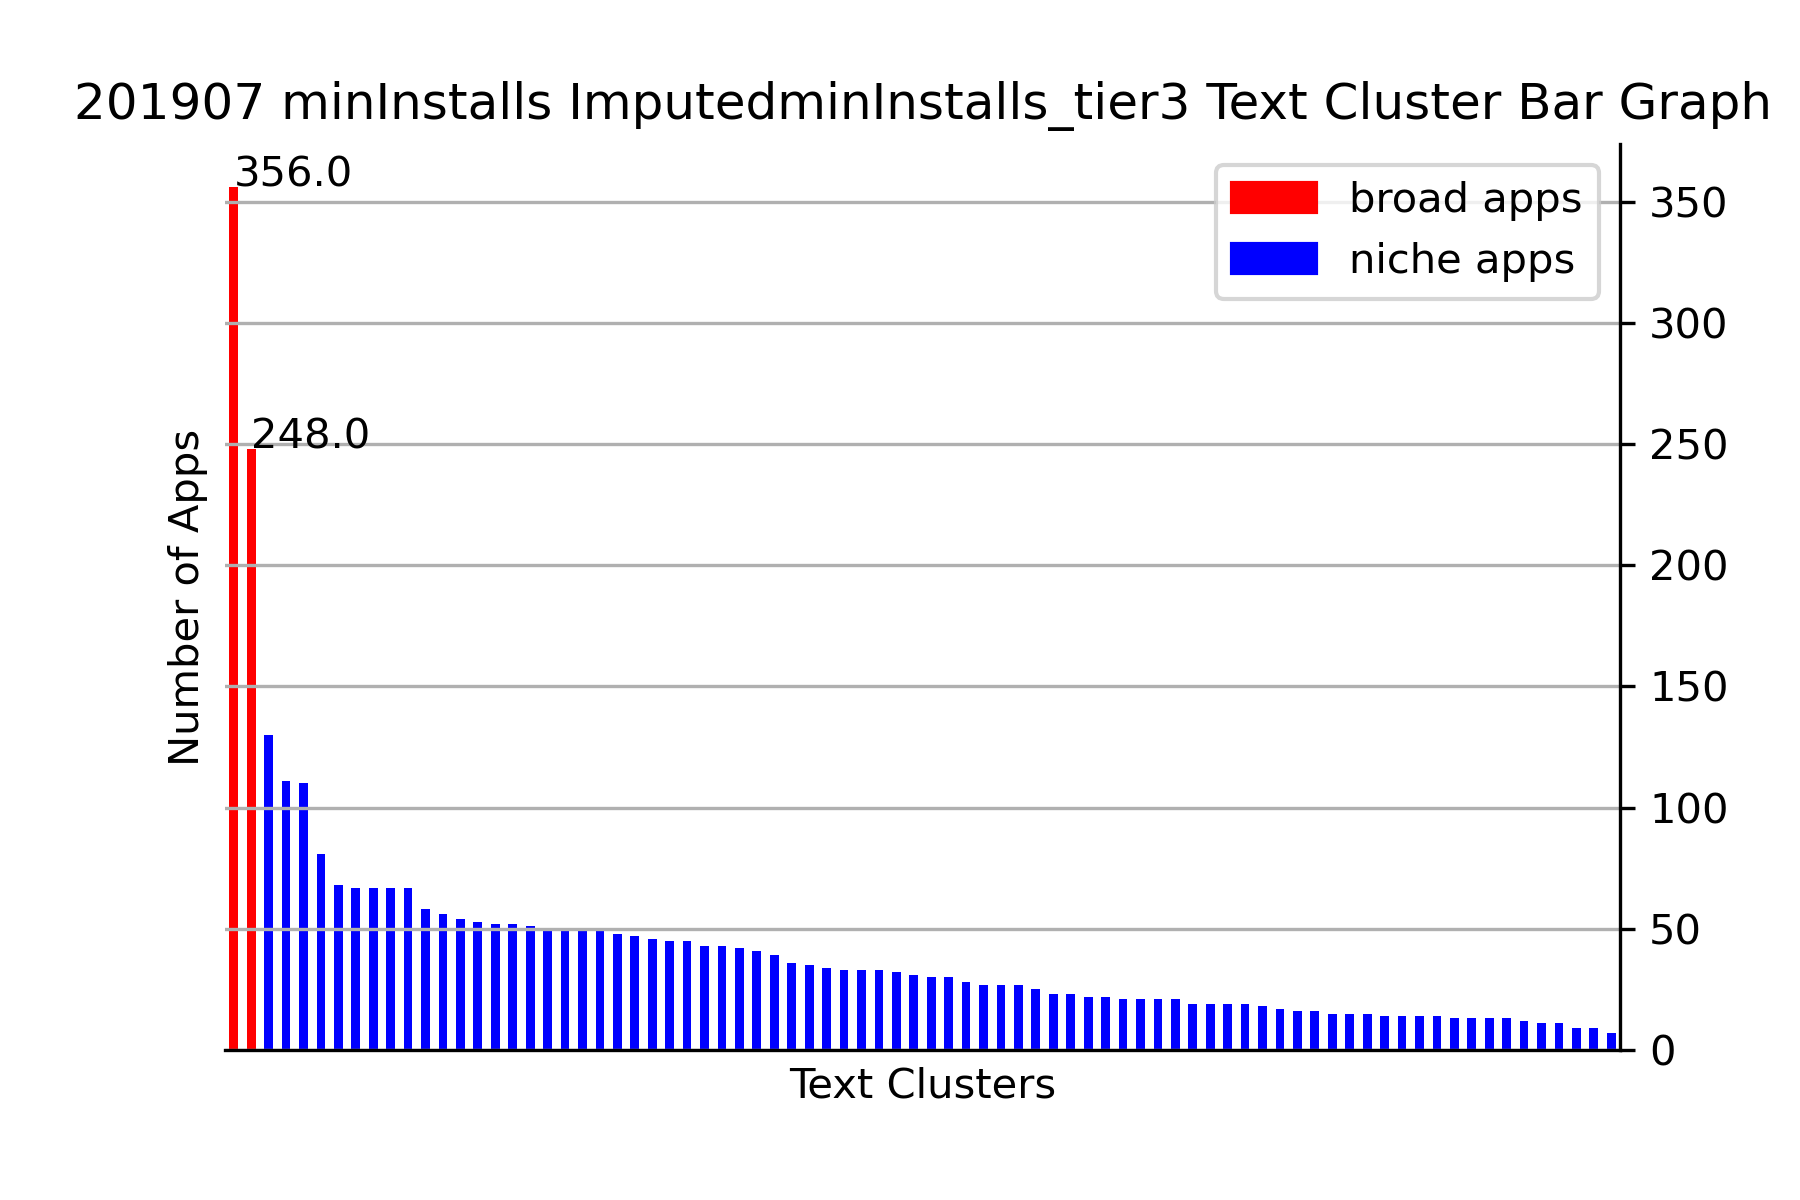 201907 minInstalls ImputedminInstalls_tier3 Text Cluster Bar Graph
356.0
248.0
broad apps
niche apps
350
300
250
200
150
100
50
0
Number of Apps
Text Clusters